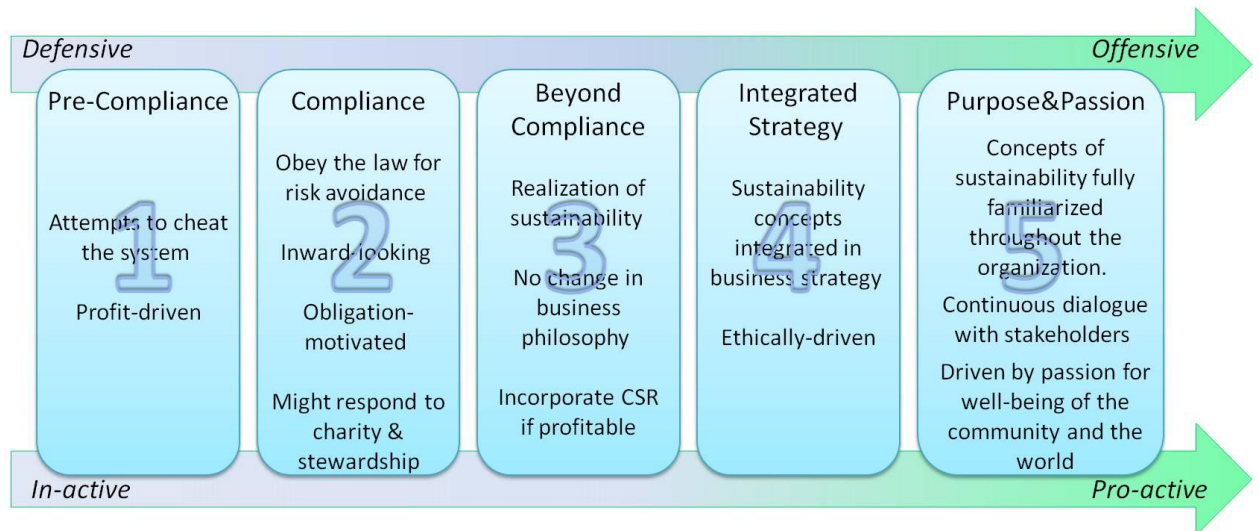 Defensive
Offensive
Pre-Compliance
Attempts to cheat
the system
Profit-driven
1
Compliance
Obey the law for
risk avoidance
Inward-looking
Obligation-
motivated
Might respond to
charity &
stewardship
2
Beyond
Compliance
Realization of
sustainability
No change in
business
philosophy
Incorporate CSR
if profitable
3
Integrated
Strategy
Sustainability
concepts
integrated in
business strategy
Ethically-driven
4
Purpose&Passion
Concepts of
sustainability fully
familiarized
throughout the
organization.
Continuous dialogue
with stakeholders
Driven by passion for
well-being of the
community and the
world
5
In-active
Pro-active